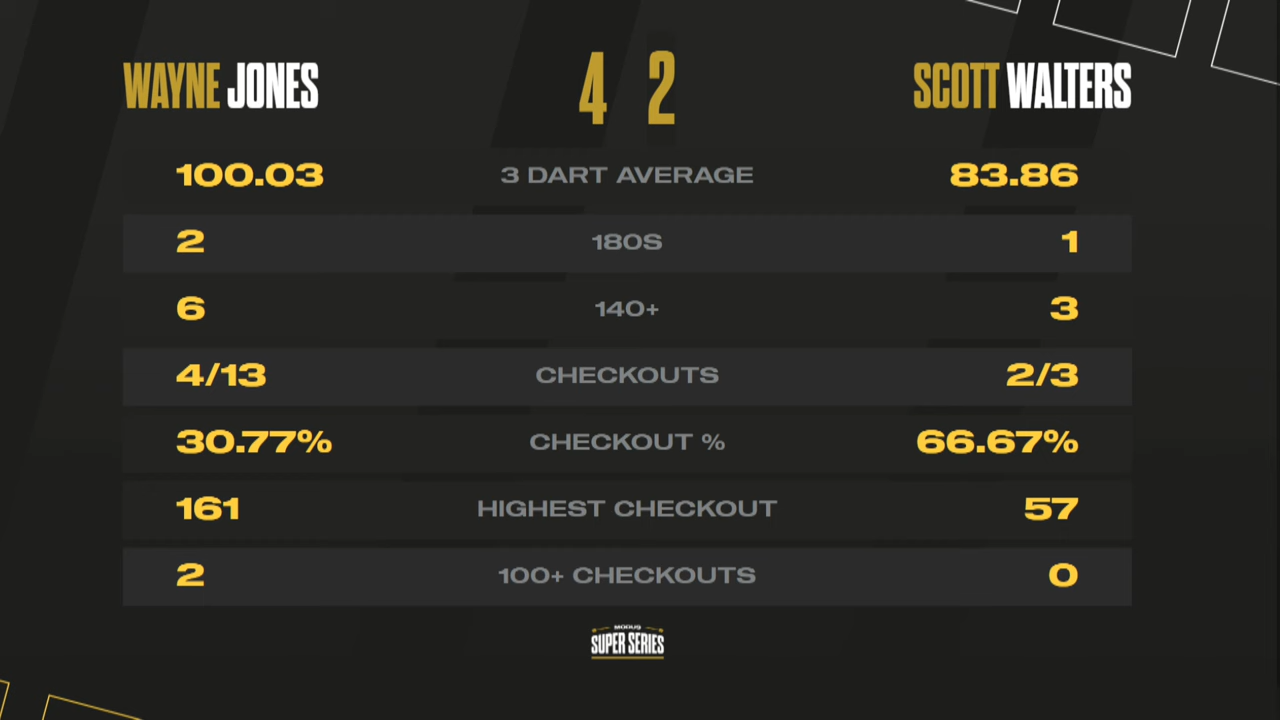 WAYNE JONES 4 2 SCOTT WALTERS
100.03 3 DART AVERAGE 83.86
2 180S 1
6 140+ 3
4/13 CHECKOUTS 2/3
30.77% CHECKOUT % 66.67%
161 HIGHEST CHECKOUT 57
2 100+ CHECKOUTS 0
MODUS
SUPER SERIES